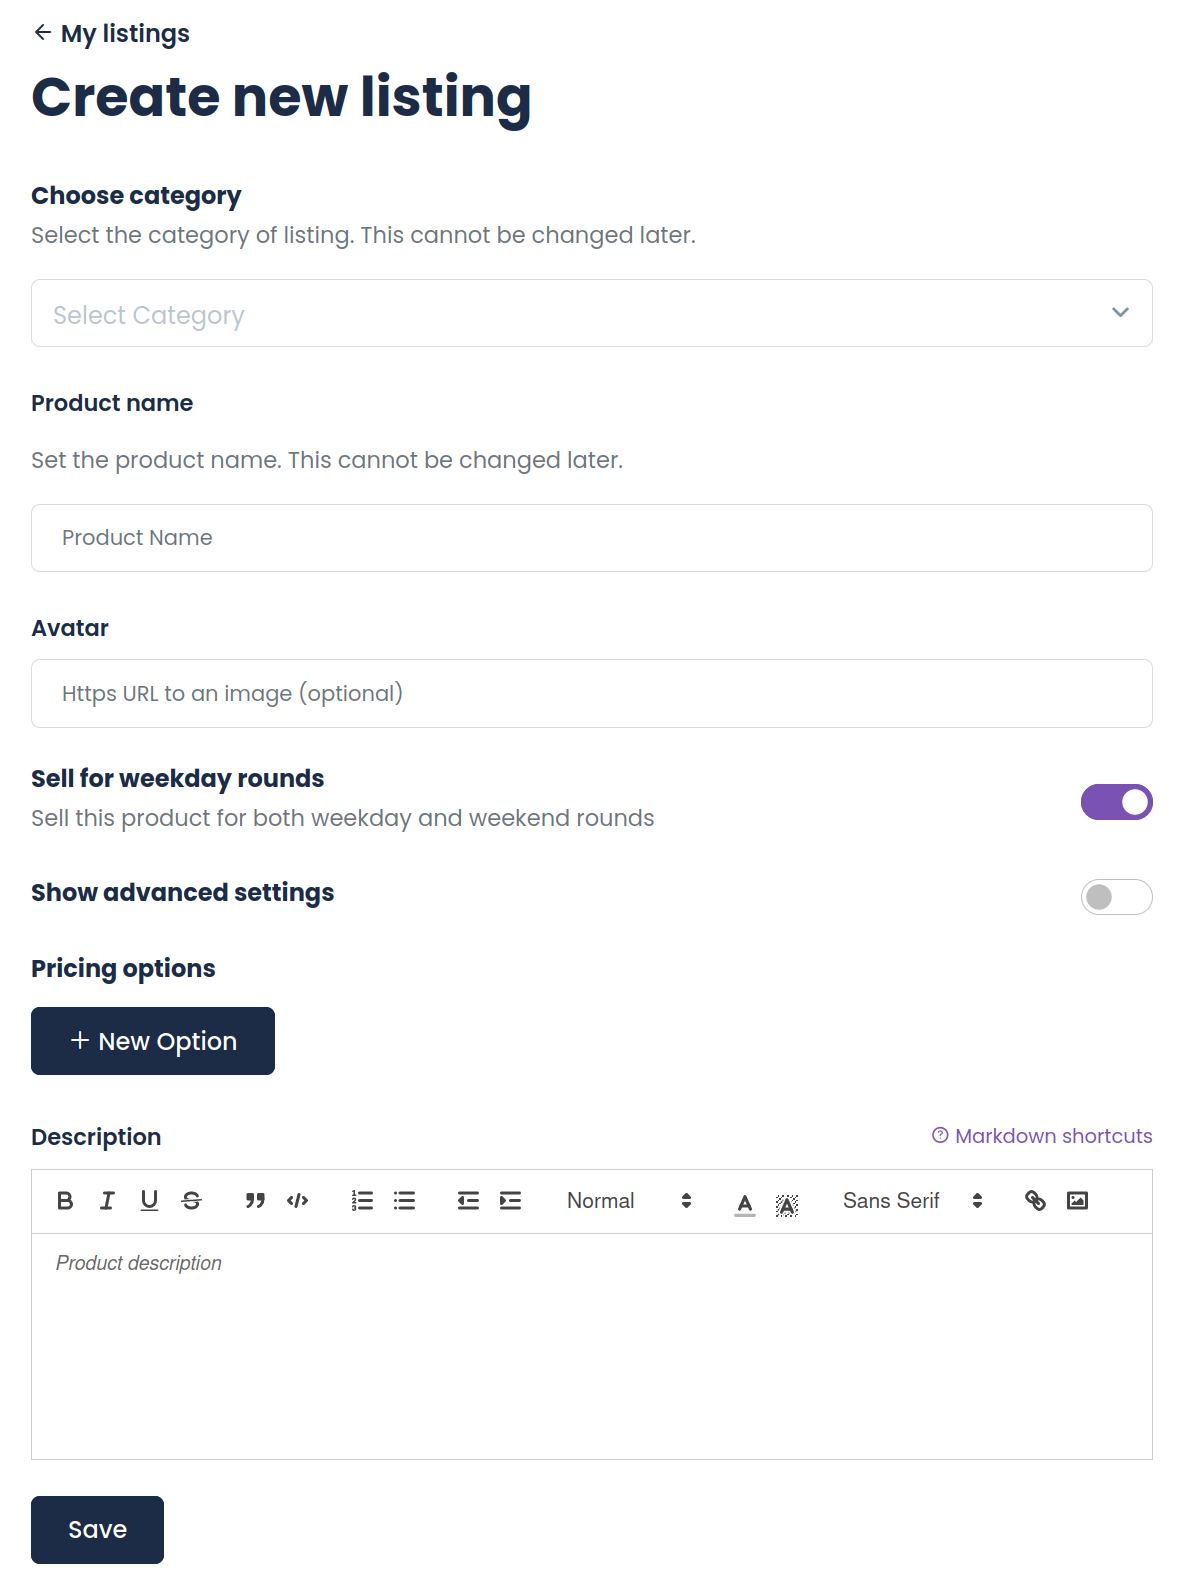 My listings
Create new listing
Choose category
Select the category of listing. This cannot be changed later.
Select Category
Product name
Set the product name. This cannot be changed later.
Product Name
Avatar
Https URL to an image (optional)
Sell for weekday rounds
Sell this product for both weekday and weekend rounds
Show advanced settings
Pricing options
+ New Option
Description
Markdown shortcuts
Normal Sans Serif
Product description
Save